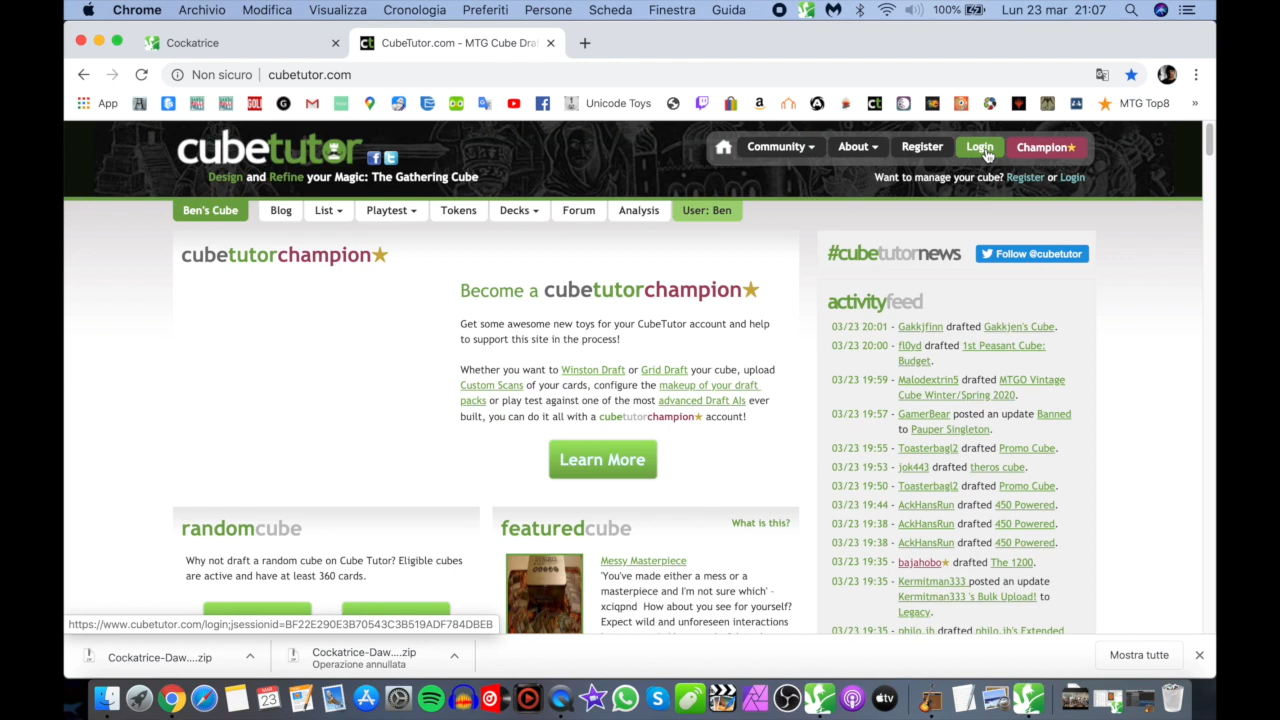 Chrome Archivio Modifica Visualizza Cronologia Preferiti Persone Scheda Finestra Guida 100% Lun 23 mar 21:07
Cockatrice
CubeTutor.com - MTG Cube Dra
Non sicuro | cubetutor.com
App Unicode Toys MTG Top8 »
cubetutor
Design and Refine your Magic: The Gathering Cube
Community About Register Login Champion
Want to manage your cube? Register or Login
Ben's Cube Blog List Playtest Tokens Decks Forum Analysis User: Ben
cubetutorchampion
Become a cubetutorchampion
Get some awesome new toys for your CubeTutor account and help
to support this site in the process!
Whether you want to Winston Draft or Grid Draft your cube, upload
Custom Scans of your cards, configure the makeup of your draft
packs or play test against one of the most advanced Draft AIs ever
built, you can do it all with a cubetutorchampion account!
Learn More
randomcube
Why not draft a random cube on Cube Tutor? Eligible cubes
are active and have at least 360 cards.
featuredcube
What is this?
Messy Masterpiece
'You've made either a mess or a
masterpiece and I'm not sure which' -
xciqpnd How about you see for yourself?
Expect wild and unforeseen interactions
#cubetutornews
Follow @cubetutor
activityfeed
03/23 20:01 - Gakkjfinn drafted Gakkjen's Cube.
03/23 20:00 - fl0yd drafted 1st Peasant Cube:
Budget.
03/23 19:59 - Malodextrin5 drafted MTGO Vintage
Cube Winter/Spring 2020.
03/23 19:57 - GamerBear posted an update Banned
to Pauper Singleton.
03/23 19:55 - Toasterbagl2 drafted Promo Cube.
03/23 19:53 - jok443 drafted theros cube.
03/23 19:50 - Toasterbagl2 drafted Promo Cube.
03/23 19:44 - AckHansRun drafted 450 Powered.
03/23 19:38 - AckHansRun drafted 450 Powered.
03/23 19:38 - AckHansRun drafted 450 Powered.
03/23 19:35 - bajahobo drafted The 1200.
03/23 19:35 - Kermitman333 posted an update
Kermitman333 's Bulk Upload! to
Legacy.
03/23 19:35 - philo.jh drafted philo.jh's Extended
https://www.cubetutor.com/login;jsessionid=BF22E290E3B70543C3B519ADF784DBEB
Cockatrice-Daw....zip
Cockatrice-Daw....zip
Operazione annullata
Mostra tutte